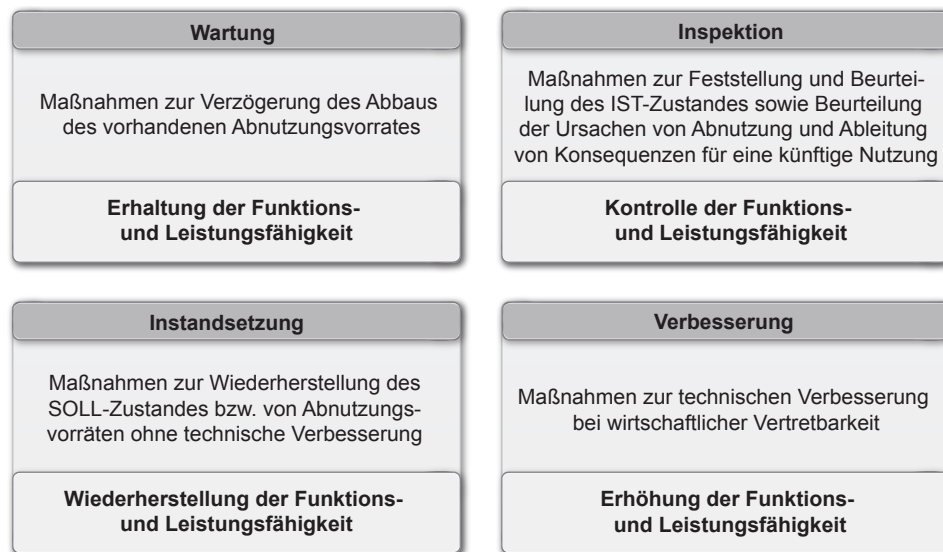 Wartung
Maßnahmen zur Verzögerung des Abbaus
des vorhandenen Abnutzungsvorrates
Erhaltung der Funktions-
und Leistungsfähigkeit
Inspektion
Maßnahmen zur Feststellung und Beurtei-
lung des IST-Zustandes sowie Beurteilung
der Ursachen von Abnutzung und Ableitung
von Konsequenzen für eine künftige Nutzung
Kontrolle der Funktions-
und Leistungsfähigkeit
Instandsetzung
Maßnahmen zur Wiederherstellung des
SOLL-Zustandes bzw. von Abnutzungs-
vorräten ohne technische Verbesserung
Wiederherstellung der Funktions-
und Leistungsfähigkeit
Verbesserung
Maßnahmen zur technischen Verbesserung
bei wirtschaftlicher Vertretbarkeit
Erhöhung der Funktions-
und Leistungsfähigkeit